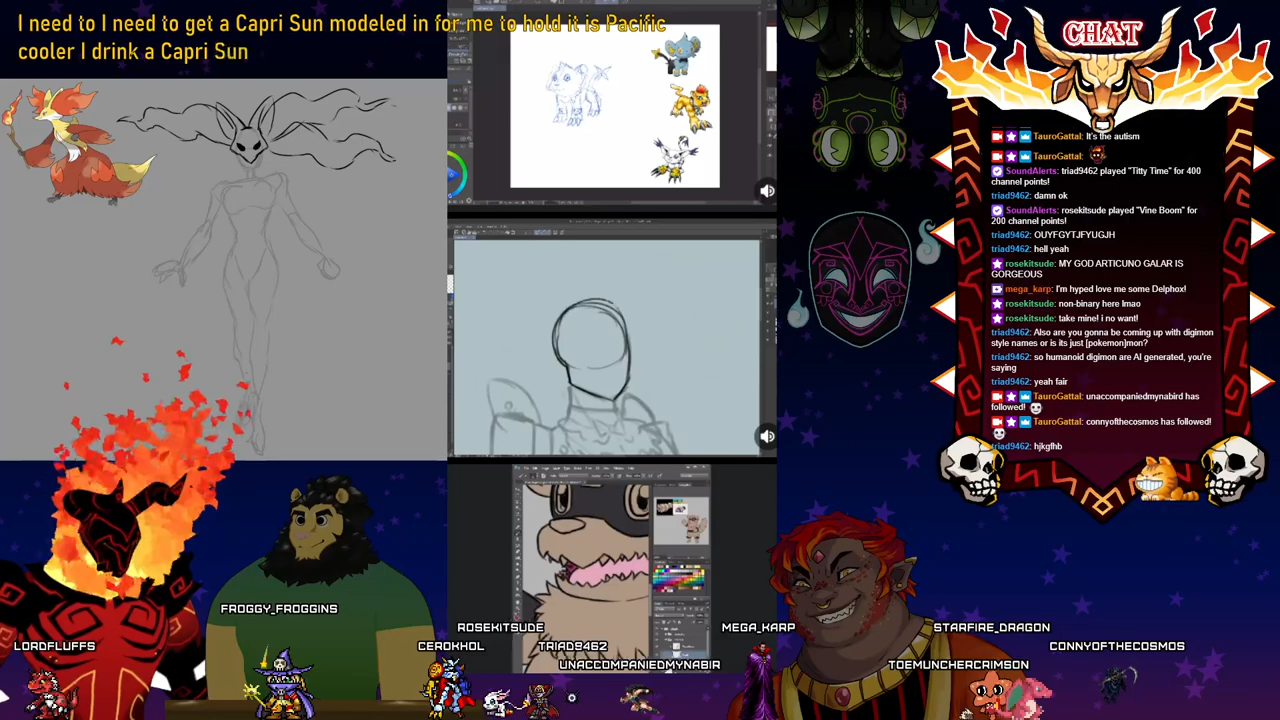 I need to I need to get a Capri Sun modeled in for me to hold it is Pacific
cooler I drink a Capri Sun
CHAT
TauroGattal: It's the autism
TauroGattal:
SoundAlerts: triad9462 played "Titty Time" for 400
channel points!
triad9462: damn ok
SoundAlerts: rosekitsude played "Vine Boom" for
200 channel points!
triad9462: OUYFGYTJFYUGJH
triad9462: hell yeah
rosekitsude: MY GOD ARTICUNO GALAR IS
GORGEOUS
mega_karp: I'm hyped love me some Delphox!
rosekitsude: non-binary here lmao
rosekitsude: take mine! i no want!
triad9462: Also are you gonna be coming up with digimon
style names or is its just [pokemon]mon?
triad9462: so humanoid digimon are AI generated, you're
saying
triad9462: yeah fair
TauroGattal: unaccompaniedmynabird has
followed!
TauroGattal: connyofthecosmos has followed!
triad9462: hjkgfhb
FROGGY_FROGGINS
ROSEKITSUDE
MEGA_KARP
STARFIRE_DRAGON
LORDFLUFFS
CEROKHOL
TRIAD9462
CONNYOFTHECOSMOS
UNACCOMPANIEDMYNABIR
TOEMUNCHERCRIMSON